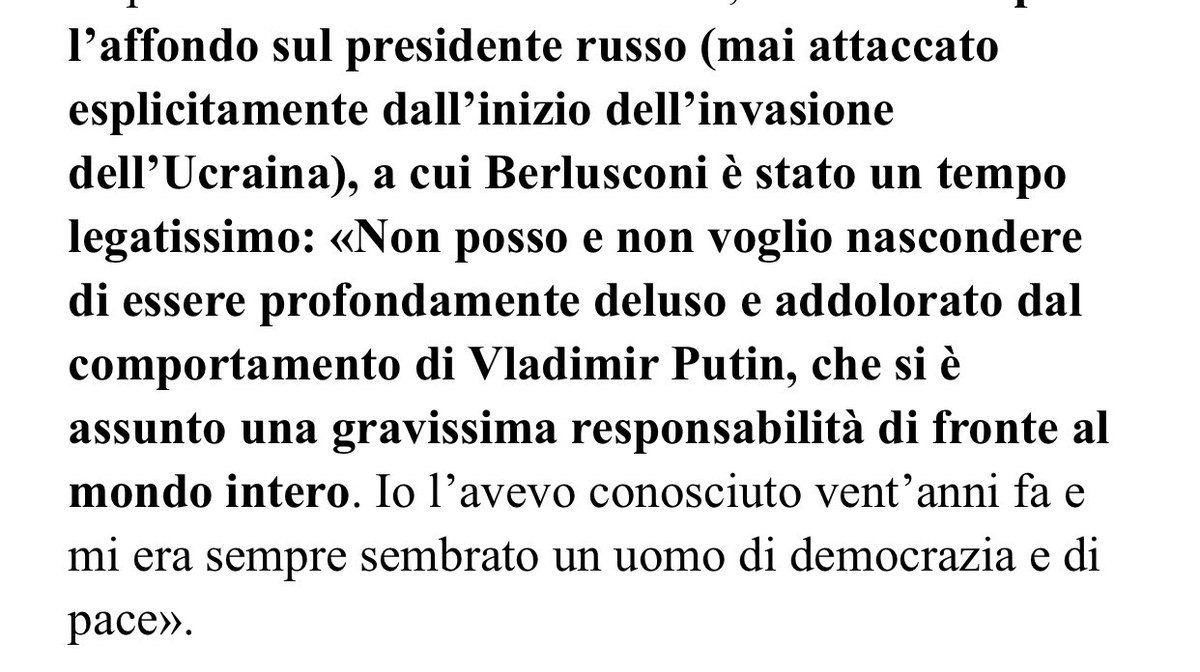 l’affondo sul presidente russo (mai attaccato
esplicitamente dall’inizio dell’invasione
dell’Ucraina), a cui Berlusconi è stato un tempo
legatissimo: «Non posso e non voglio nascondere
di essere profondamente deluso e addolorato dal
comportamento di Vladimir Putin, che si è
assunto una gravissima responsabilità di fronte al
mondo intero. Io l’avevo conosciuto vent’anni fa e
mi era sempre sembrato un uomo di democrazia e di
pace».